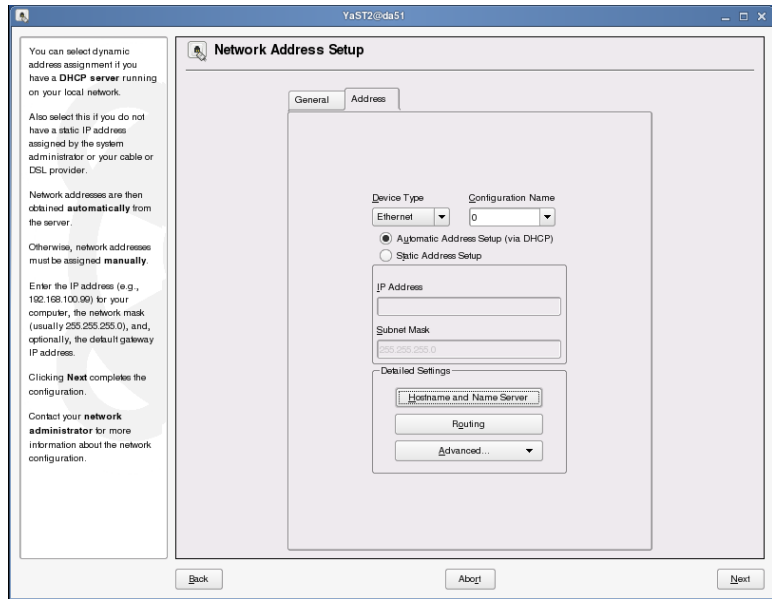 YaST2@da51
You can select dynamic
address assignment if you
have a DHCP server running
on your local network.
Also select this if you do not
have a static IP address
assigned by the system
administrator or your cable or
DSL provider.
Network addresses are then
obtained automatically from
the server.
Otherwise, network addresses
must be assigned manually.
Enter the IP address (e.g.,
192.168.100.99) for your
computer, the network mask
(usually 255.255.255.0), and,
optionally, the default gateway
IP address.
Clicking Next completes the
configuration.
Contact your network
administrator for more
information about the network
configuration.
Network Address Setup
General Address
Device Type Configuration Name
Ethernet 0
Automatic Address Setup (via DHCP)
Static Address Setup
IP Address
Subnet Mask
255.255.255.0
Detailed Settings
Hostname and Name Server
Routing
Advanced...
Back Abort Next